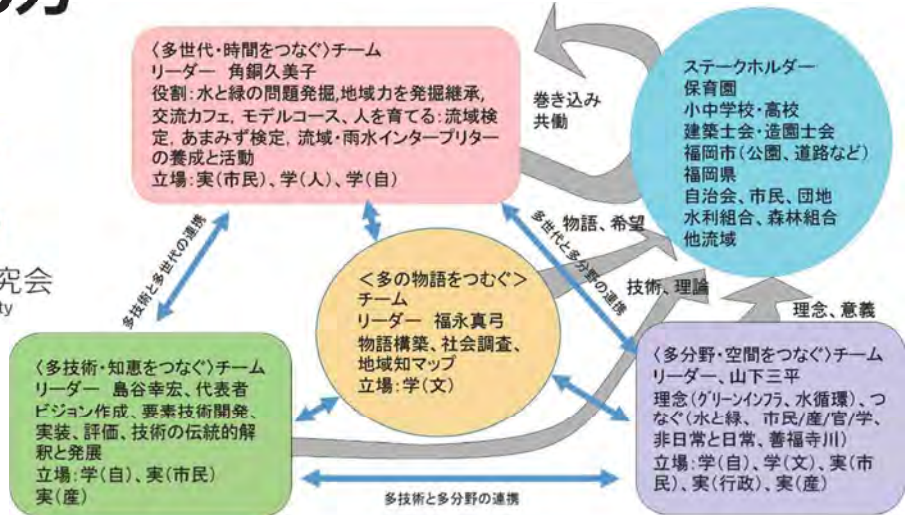 〈多世代・時間をつなぐ〉チーム
リーダー 角銅久美子
役割:水と緑の問題発掘,地域力を発掘継承,
交流カフェ, モデルコース、人を育てる:流域検
定, あまみず検定, 流域・雨水インタープリター
の養成と活動
立場:実(市民)、学(人)、学(自)
巻き込み
共働
ステークホルダー
保育園
小中学校・高校
建築士会・造園士会
福岡市(公園、道路など)
福岡県
自治会、市民、団地
水利組合、森林組合
他流域
多技術と多世代の連携
多世代と多分野の連携
物語、希望
技術、理論
理念、意義
究会
ty
<多の物語をつむぐ>
チーム
リーダー 福永真弓
物語構築、社会調査、
地域知マップ
立場:学(文)
〈多技術・知恵をつなぐ〉チーム
リーダー 島谷幸宏、代表者
ビジョン作成、要素技術開発、
実装、評価、技術の伝統的解
釈と発展
立場:学(自)、実(市民)
実(産)
〈多分野・空間をつなぐ〉チーム
リーダー、山下三平
理念(グリーンインフラ、水循環)、つ
なぐ(水と緑、市民/産/官/学、
非日常と日常、善福寺川)
立場:学(自)、学(文)、実(市
民)、実(行政)、実(産)
多技術と多分野の連携